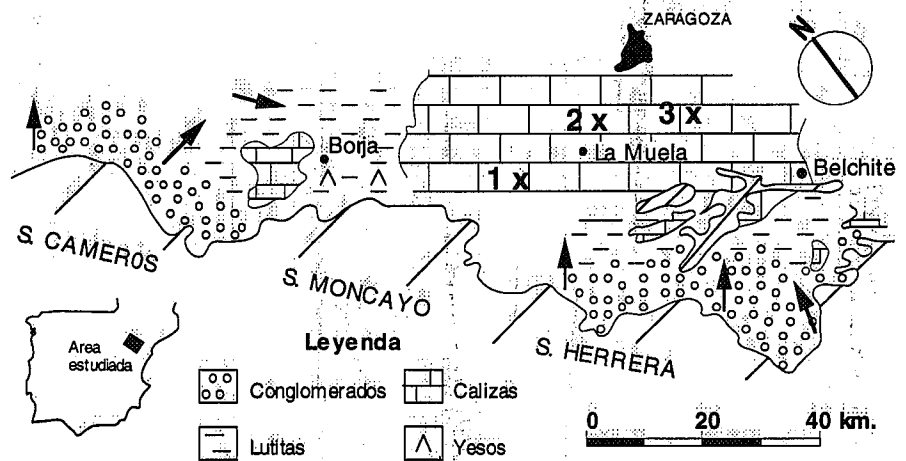 ZARAGOZA
N
2 x
3 x
Borja
La Muela
Belchite
1 x
S. CAMEROS
S. MONCAYO
S. HERRERA
Area
estudiada
Leyenda
Conglomerados
Calizas
Lutitas
Yesos
0 20 40 km.